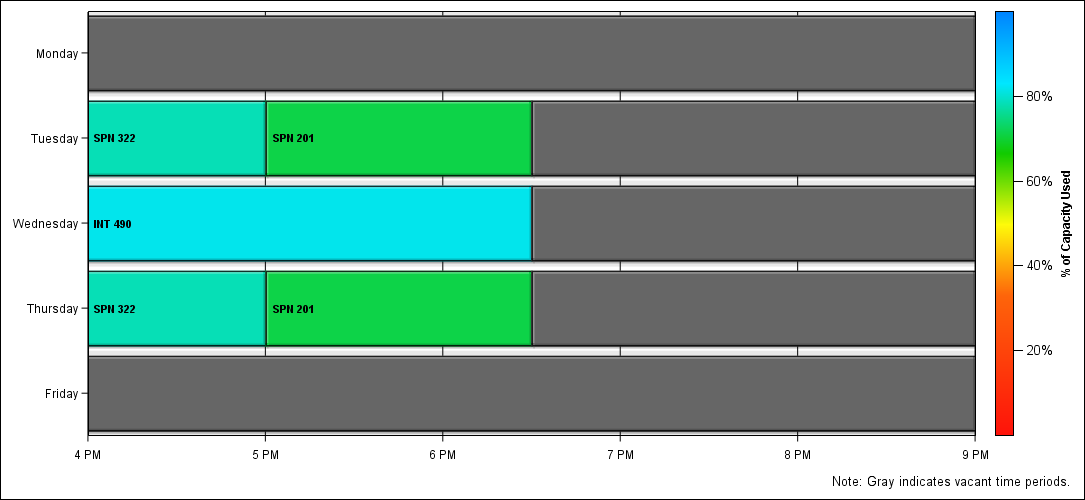 Monday
Tuesday
SPN 322
SPN 201
Wednesday
INT 490
Thursday
SPN 322
SPN 201
Friday
4 PM
5 PM
6 PM
7 PM
8 PM
9 PM
80%
60%
40%
20%
% of Capacity Used
Note: Gray indicates vacant time periods.